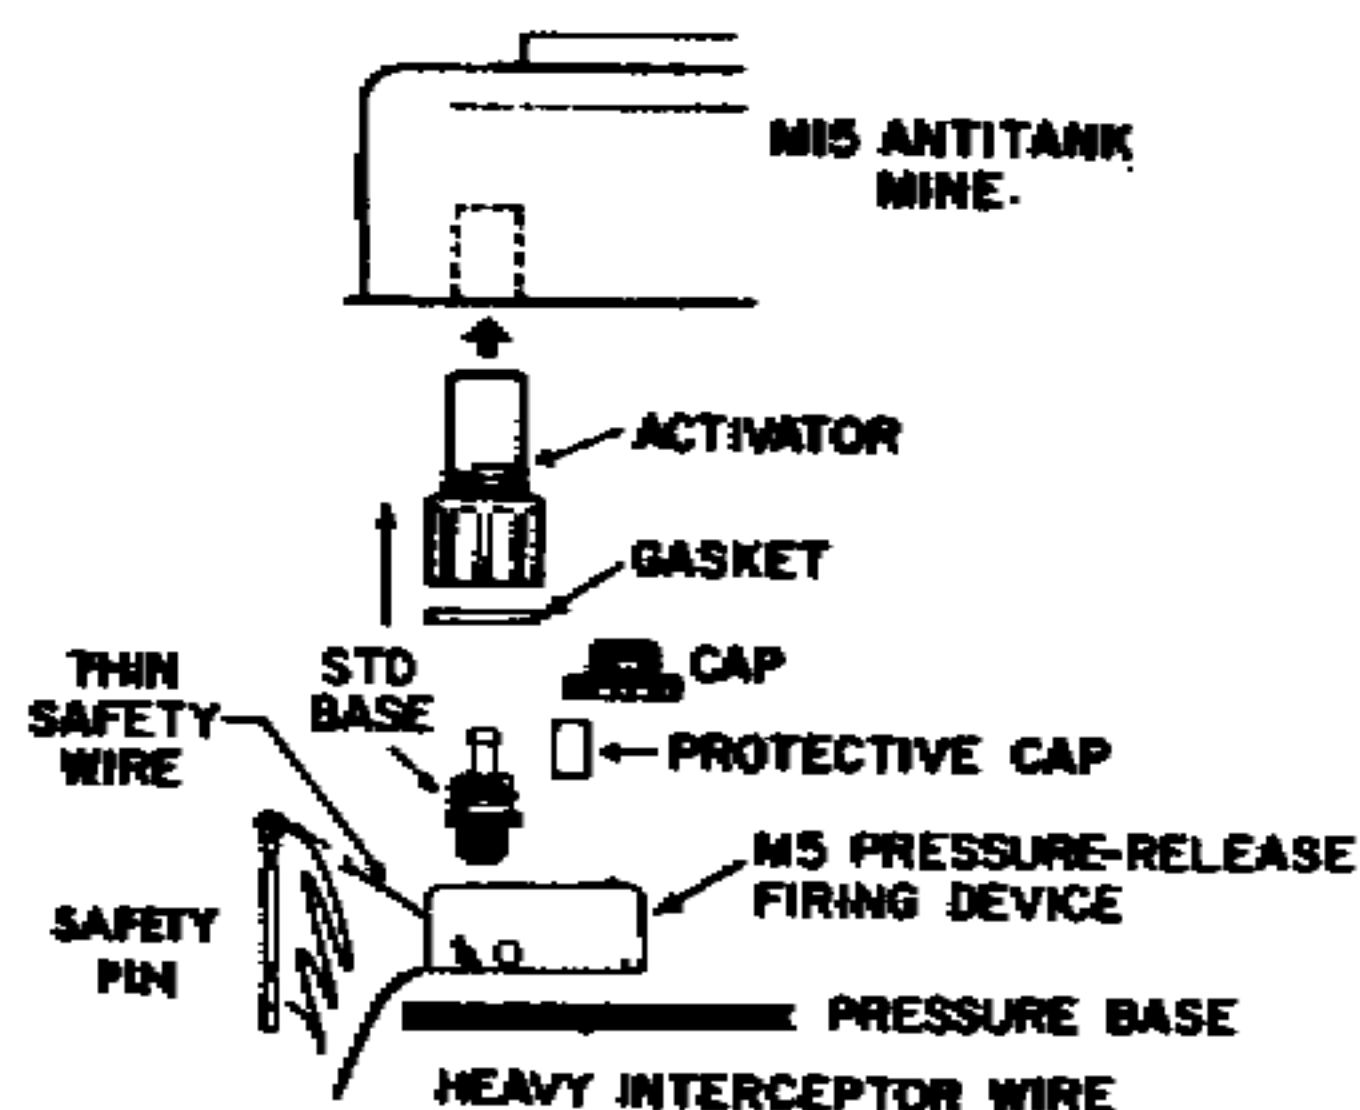 M15 ANTITANK
MINE.
ACTIVATOR
GASKET
CAP
THIN
SAFETY
WIRE
STD
BASE
PROTECTIVE CAP
M5 PRESSURE-RELEASE
FIRING DEVICE
SAFETY
PIN
PRESSURE BASE
HEAVY INTERCEPTOR WIRE